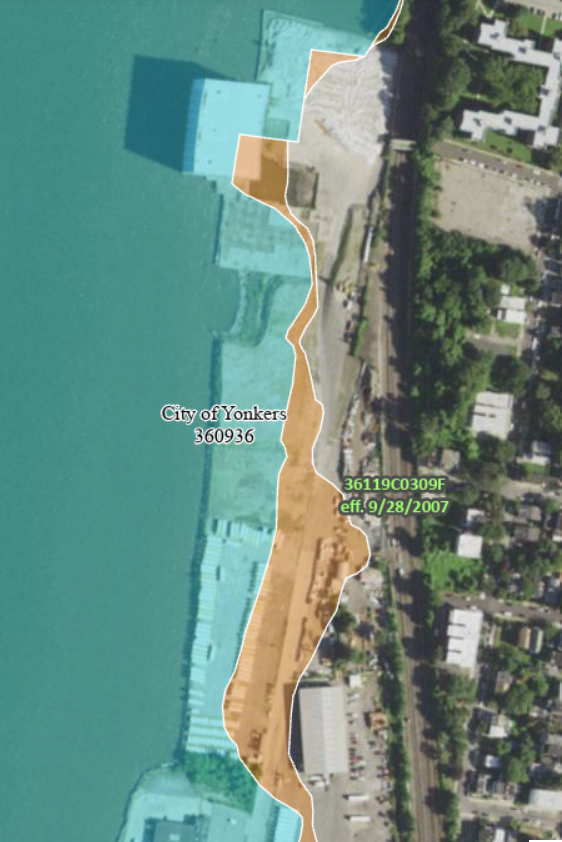 City of Yonkers
360936
36119C0309F
eff. 9/28/2007